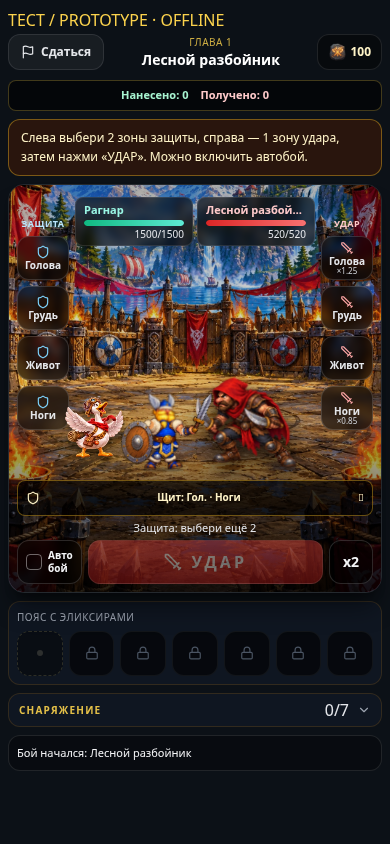 ТЕСТ / PROTOTYPE · OFFLINE
Сдаться
ГЛАВА 1
Лесной разбойник
100
Нанесено: 0 Получено: 0
Слева выбери 2 зоны защиты, справа — 1 зону удара,
затем нажми «УДАР». Можно включить автобой.
Рагнар
1500/1500
Лесной разбой…
520/520
ЗАЩИТА
УДАР
Голова
Голова
×1.25
Грудь
Грудь
Живот
Живот
Ноги
Ноги
×0.85
Щит: Гол. · Ноги
Защита: выбери ещё 2
Авто
бой
УДАР
x2
ПОЯС С ЭЛИКСИРАМИ
СНАРЯЖЕНИЕ
0/7
Бой начался: Лесной разбойник